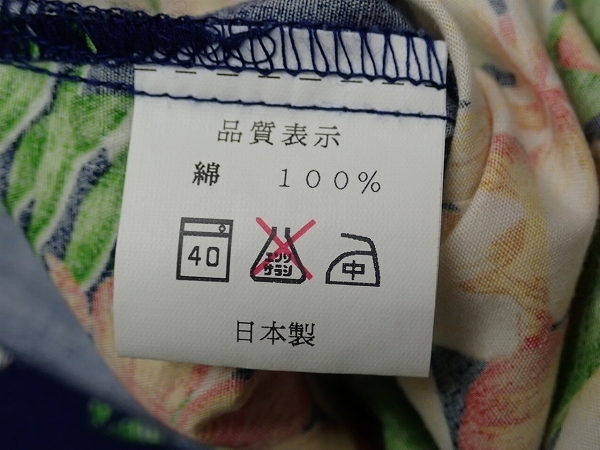 品質表示
綿 100%
40 エンソ サラシ 中
日本製